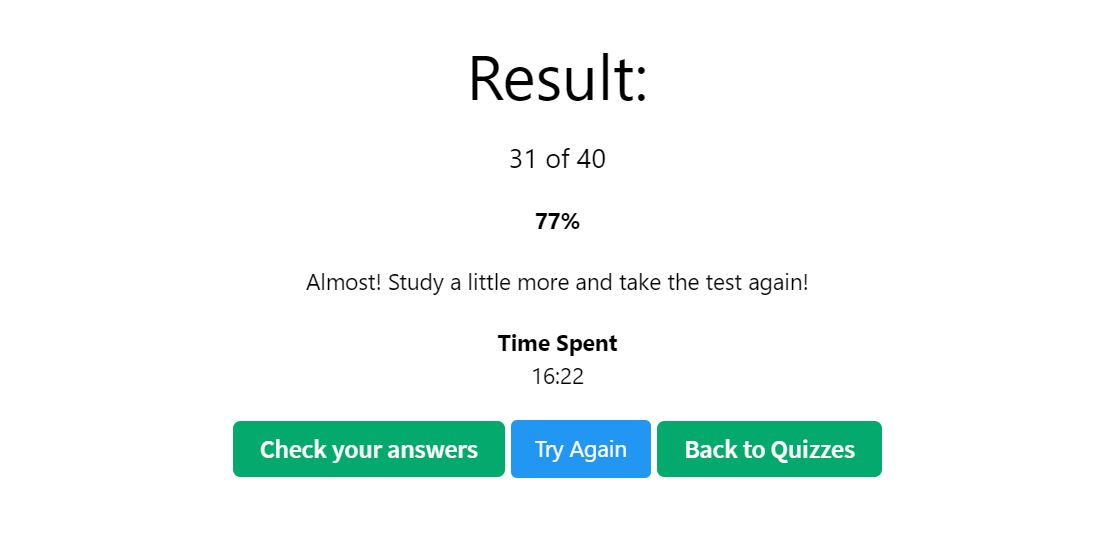 Result:
31 of 40
77%
Almost! Study a little more and take the test again!
Time Spent
16:22
Check your answers Try Again Back to Quizzes